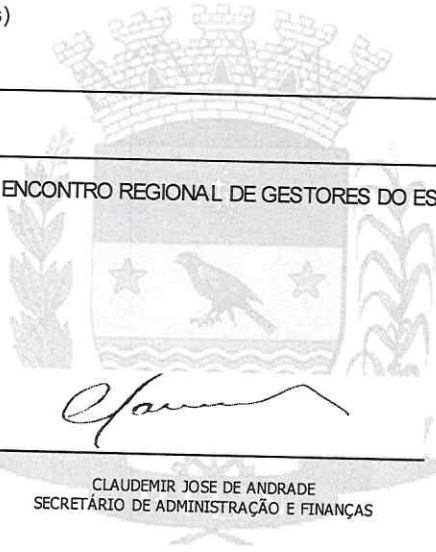 s)
ENCONTRO REGIONAL DE GESTORES DO ES
CLAUDEMIR JOSE DE ANDRADE
SECRETÁRIO DE ADMINISTRAÇÃO E FINANÇAS